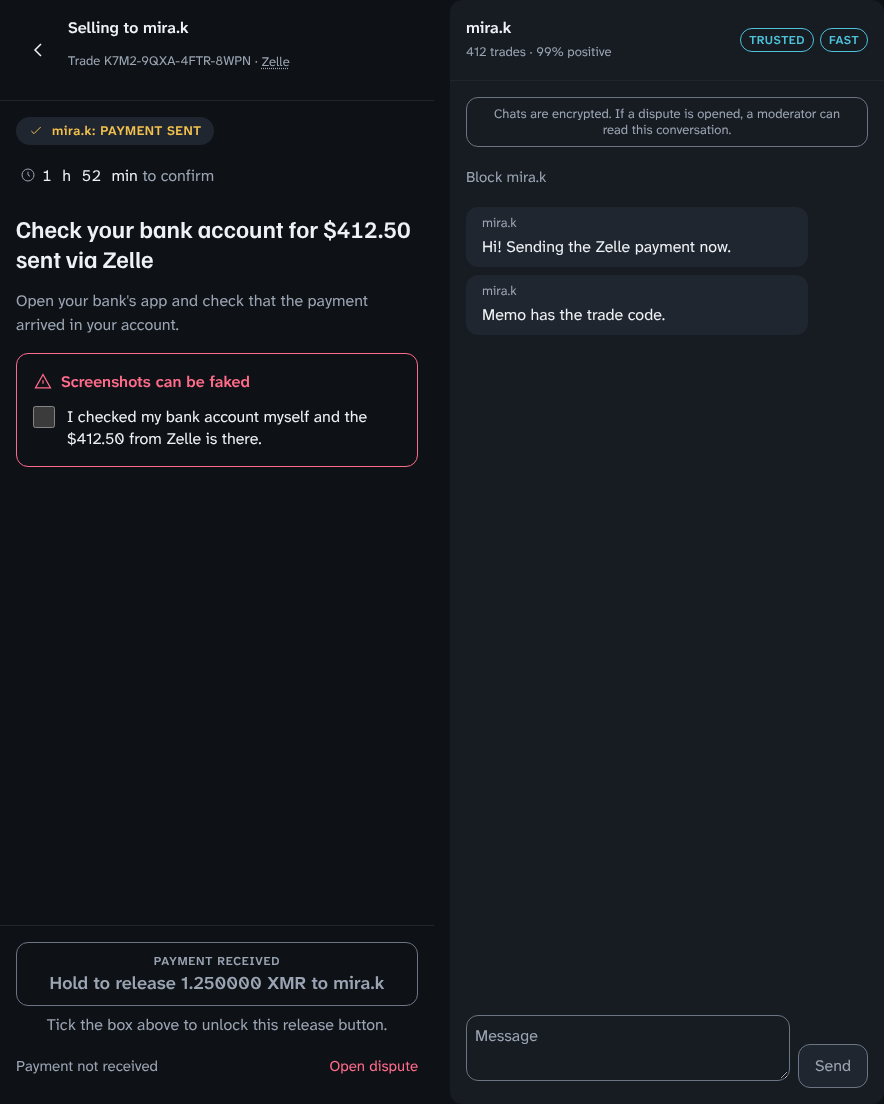 Selling to mira.k
Trade K7M2-9QXA-4FTR-8WPN · Zelle
mira.k: PAYMENT SENT
1 h 52 min to confirm
Check your bank account for $412.50
sent via Zelle
Open your bank's app and check that the payment
arrived in your account.
Screenshots can be faked
I checked my bank account myself and the
$412.50 from Zelle is there.
PAYMENT RECEIVED
Hold to release 1.250000 XMR to mira.k
Tick the box above to unlock this release button.
Payment not received
Open dispute
mira.k
412 trades · 99% positive
TRUSTED
FAST
Chats are encrypted. If a dispute is opened, a moderator can
read this conversation.
Block mira.k
mira.k
Hi! Sending the Zelle payment now.
mira.k
Memo has the trade code.
Message
Send